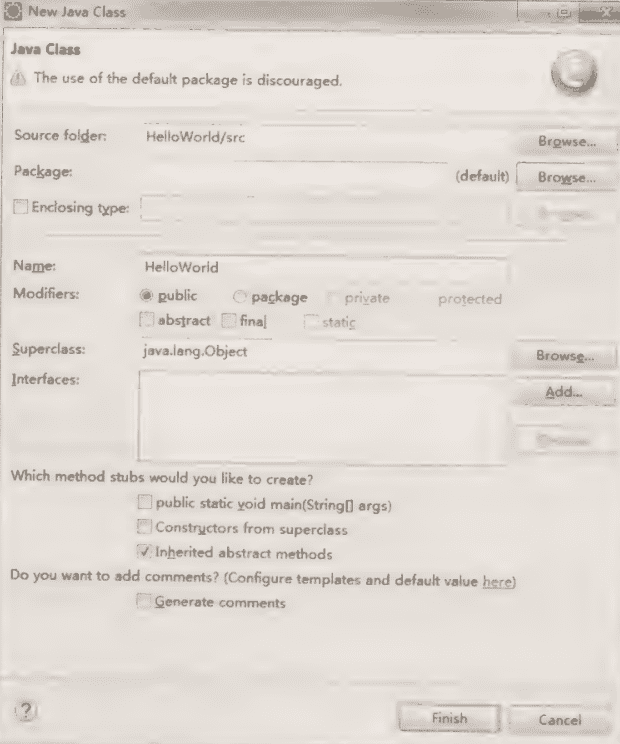 New Java Class
Java Class
The use of the default package is discouraged.
Source folder: HelloWorld/src Browse...
Package: (default) Browse...
Enclosing type:
Name: HelloWorld
Modifiers: public package private protected
abstract final static
Superclass: java.lang.Object Browse...
Interfaces: Add...
Which method stubs would you like to create?
public static void main(String[] args)
Constructors from superclass
Inherited abstract methods
Do you want to add comments? (Configure templates and default value here)
Generate comments
?
Finish Cancel